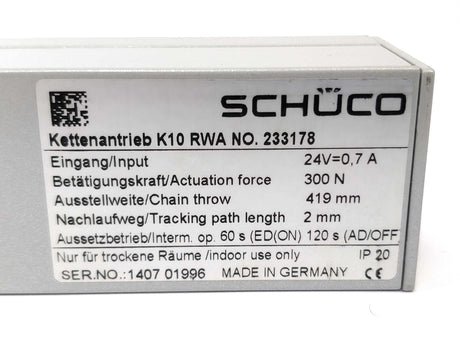 SCHÜCO
Kettenantrieb K10 RWA NO. 233178
Eingang/Input 24V=0,7 A
Betätigungskraft/Actuation force 300 N
Ausstellweite/Chain throw 419 mm
Nachlaufweg/Tracking path length 2 mm
Aussetzbetrieb/Interm. op. 60 s (ED(ON) 120 s (AD/OFF)
Nur für trockene Räume /indoor use only IP 20
SER.NO.:1407 01996 MADE IN GERMANY CE